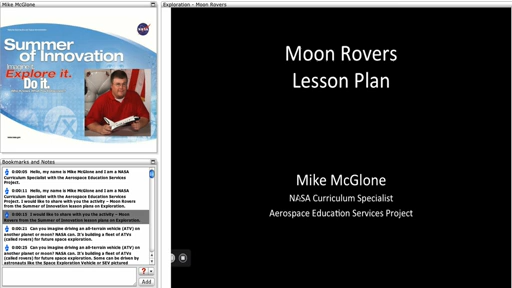 Mike McGlone
Exploration - Moon Rovers
NASA
Summer
of Innovation
Imagine it.
Explore it.
Do it.
Moon Rovers
Lesson Plan
Mike McGlone
NASA Curriculum Specialist
Aerospace Education Services Project
Bookmarks and Notes
0:00:05 Hello, my name is Mike McGlone and I am a NASA
Curriculum Specialist with the Aerospace Education Services
Project.
0:00:11 Hello, my name is Mike McGlone and I am a NASA
Curriculum Specialist with the Aerospace Education Services
Project. I would like to share with you the activity – Moon
Rovers from the Summer of Innovation lesson plans on Exploration.
0:00:13 I would like to share with you the activity – Moon
Rovers from the Summer of Innovation lesson plans on Exploration.
0:00:21 Can you imagine driving an all-terrain vehicle (ATV) on
another planet or moon? NASA can. It's building a fleet of ATVs
(called rovers) for future space exploration.
0:00:25 Can you imagine driving an all-terrain vehicle (ATV) on
another planet or moon? NASA can. It's building a fleet of ATVs
(called rovers) for future space exploration. Some can be driven by
astronauts like the Space Exploration Vehicle or SEV pictured
?
Add